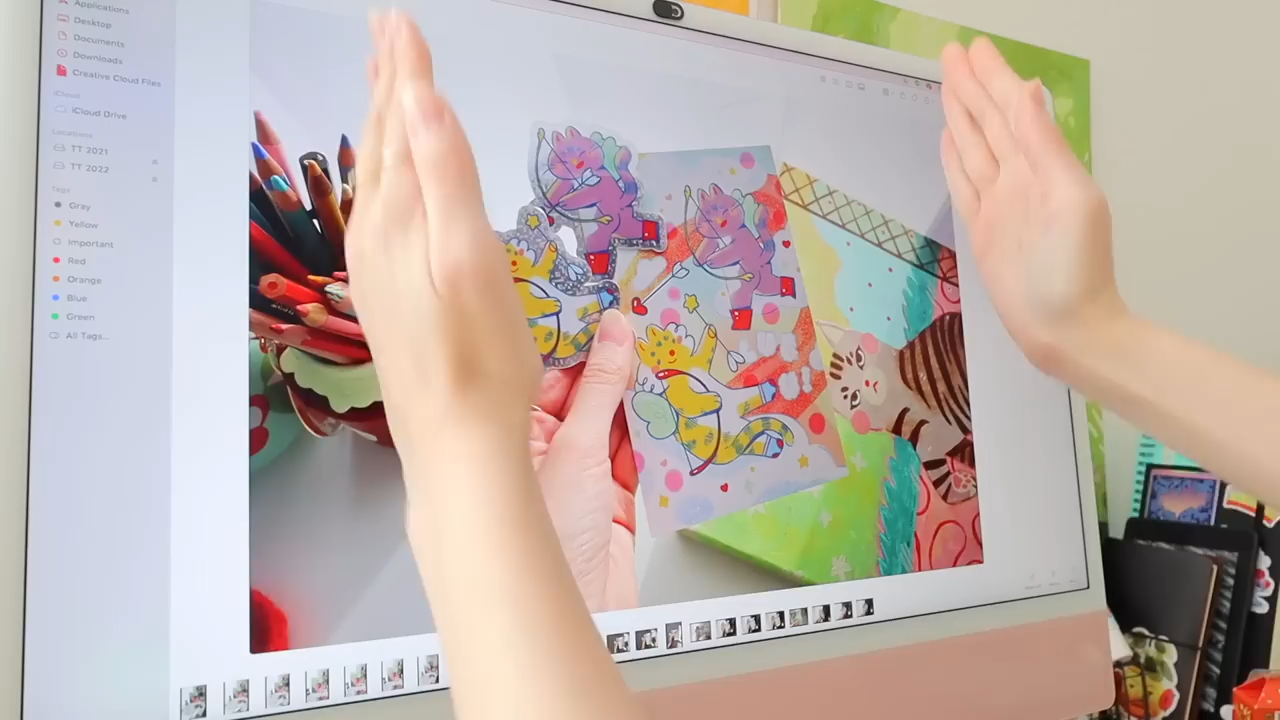 Applications
Desktop
Documents
Downloads
Creative Cloud Files
iCloud
iCloud Drive
Locations
TT 2021
TT 2022
Tags
Gray
Yellow
Important
Red
Orange
Blue
Green
All Tags...